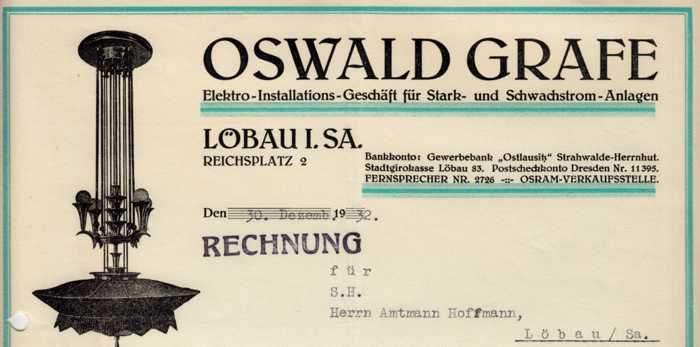 OSWALD GRAFE
Elektro-Installations-Geschäft für Stark- und Schwachstrom-Anlagen
LÖBAU I. SA.
REICHSPLATZ 2
Bankkonto: Gewerbebank „Ostlausitz“ Strahwalde-Herrnhut.
Stadtgirokasse Löbau 83. Postscheckkonto Dresden Nr. 11395.
FERNSPRECHER NR. 2726 -::- OSRAM-VERKAUFSSTELLE.
Den 30. Dezemb. 1932.
RECHNUNG
für
S.H.
Herrn Amtmann Hoffmann,
Löbau/Sa.